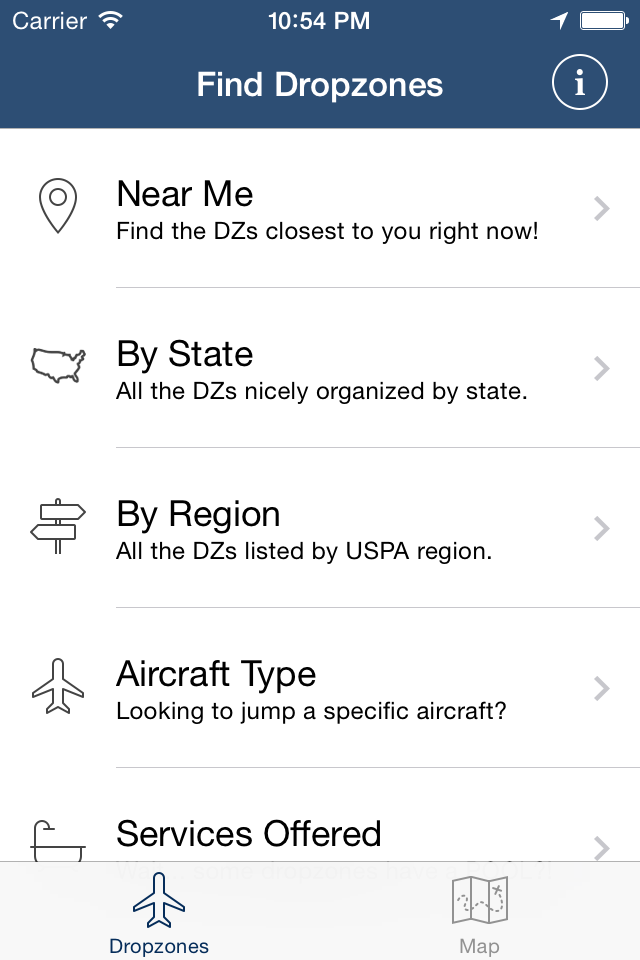 Carrier 10:54 PM
Find Dropzones
i
Near Me
Find the DZs closest to you right now!
By State
All the DZs nicely organized by state.
By Region
All the DZs listed by USPA region.
Aircraft Type
Looking to jump a specific aircraft?
Services Offered
some dropzones have a
Dropzones
Map